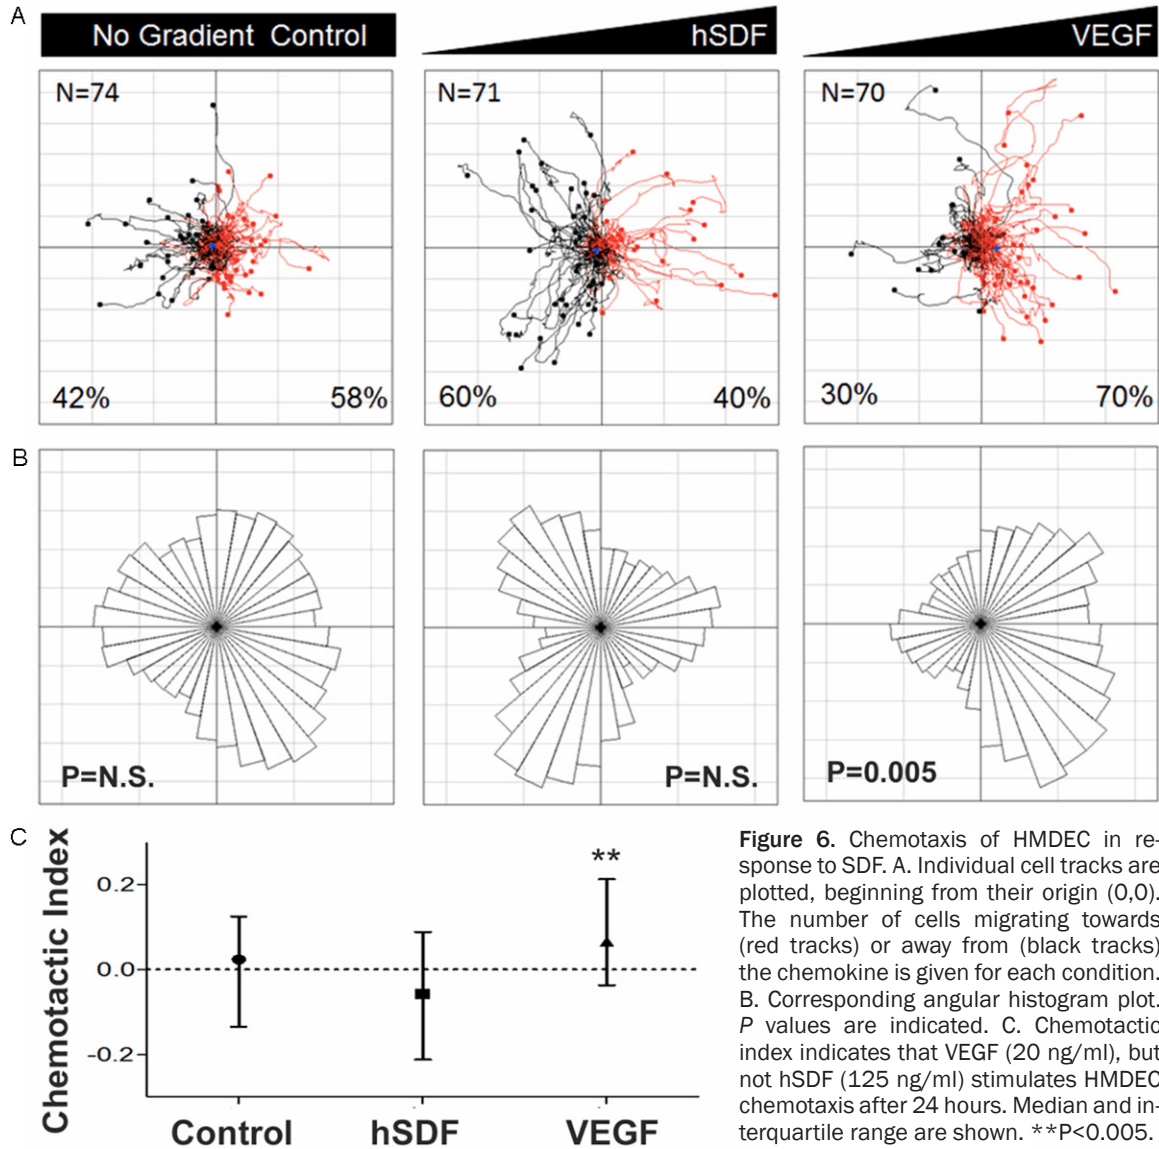 A
No Gradient Control
hSDF
VEGF
N=74
N=71
N=70
42%
58%
60%
40%
30%
70%
B
P=N.S.
P=N.S.
P=0.005
C
Chemotactic Index
0.2
0.0
-0.2
**
Control
hSDF
VEGF
Figure 6. Chemotaxis of HMDEC in re-
sponse to SDF. A. Individual cell tracks are
plotted, beginning from their origin (0,0).
The number of cells migrating towards
(red tracks) or away from (black tracks)
the chemokine is given for each condition.
B. Corresponding angular histogram plot.
P values are indicated. C. Chemotactic
index indicates that VEGF (20 ng/ml), but
not hSDF (125 ng/ml) stimulates HMDEC
chemotaxis after 24 hours. Median and in-
terquartile range are shown. **P<0.005.